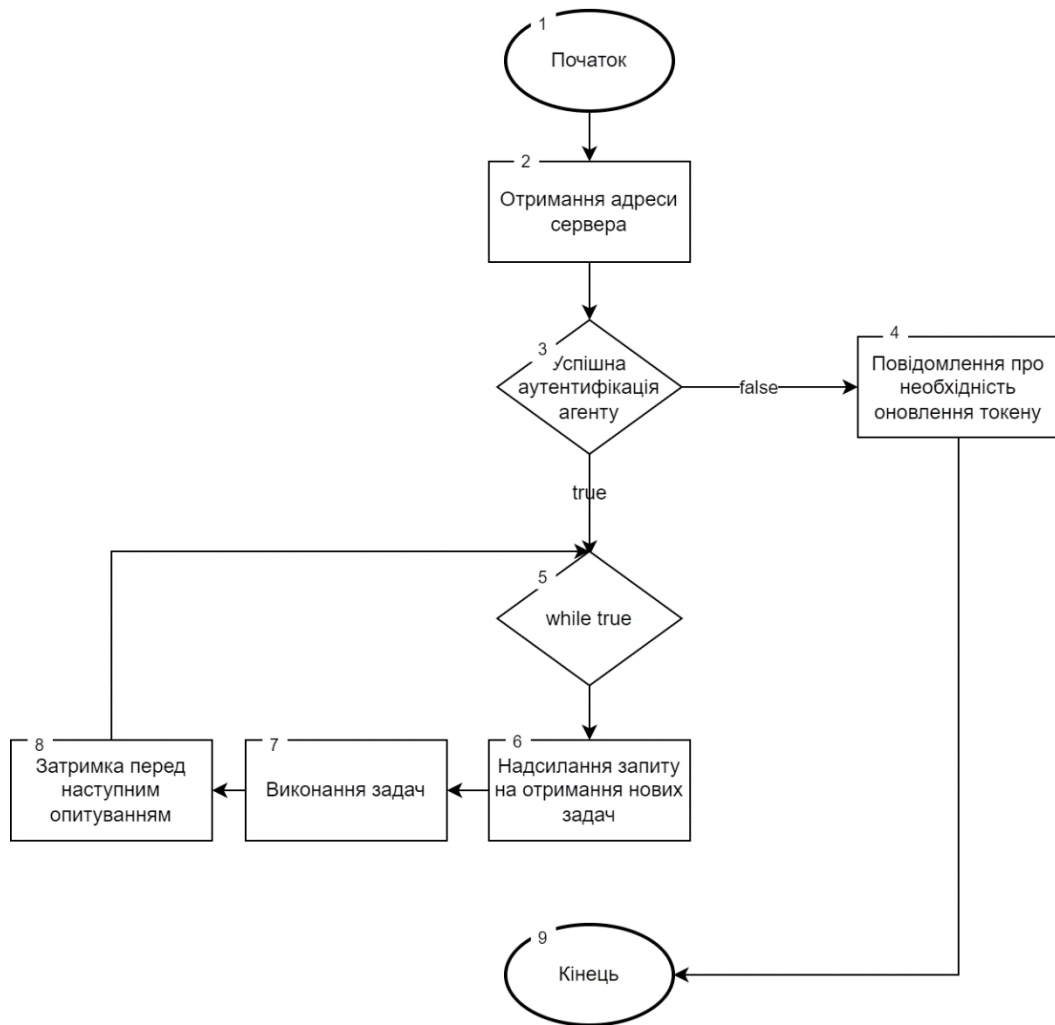 1
Початок
2
Отримання адреси
сервера
3
Успішна
аутентифікація
агенту
false
4
Повідомлення про
необхідність
оновлення токену
true
5
while true
6
Надсилання запиту
на отримання нових
задач
7
Виконання задач
8
Затримка перед
наступним
опитуванням
9
Кінець